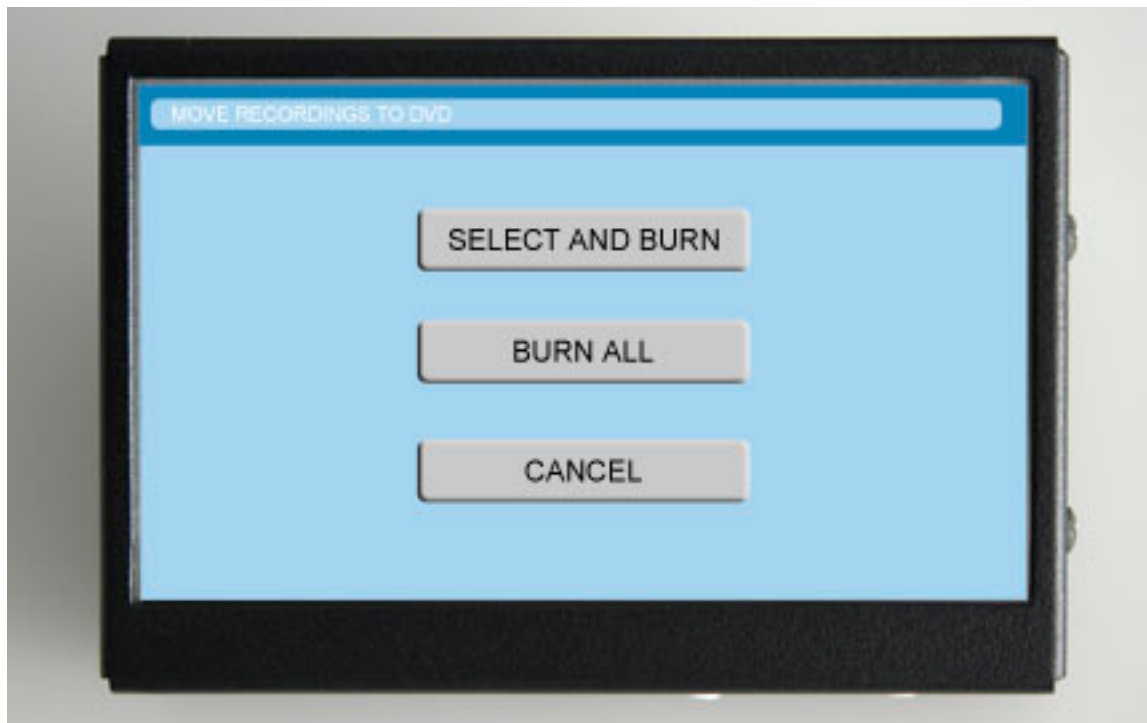 MOVE RECORDINGS TO DVD
SELECT AND BURN
BURN ALL
CANCEL